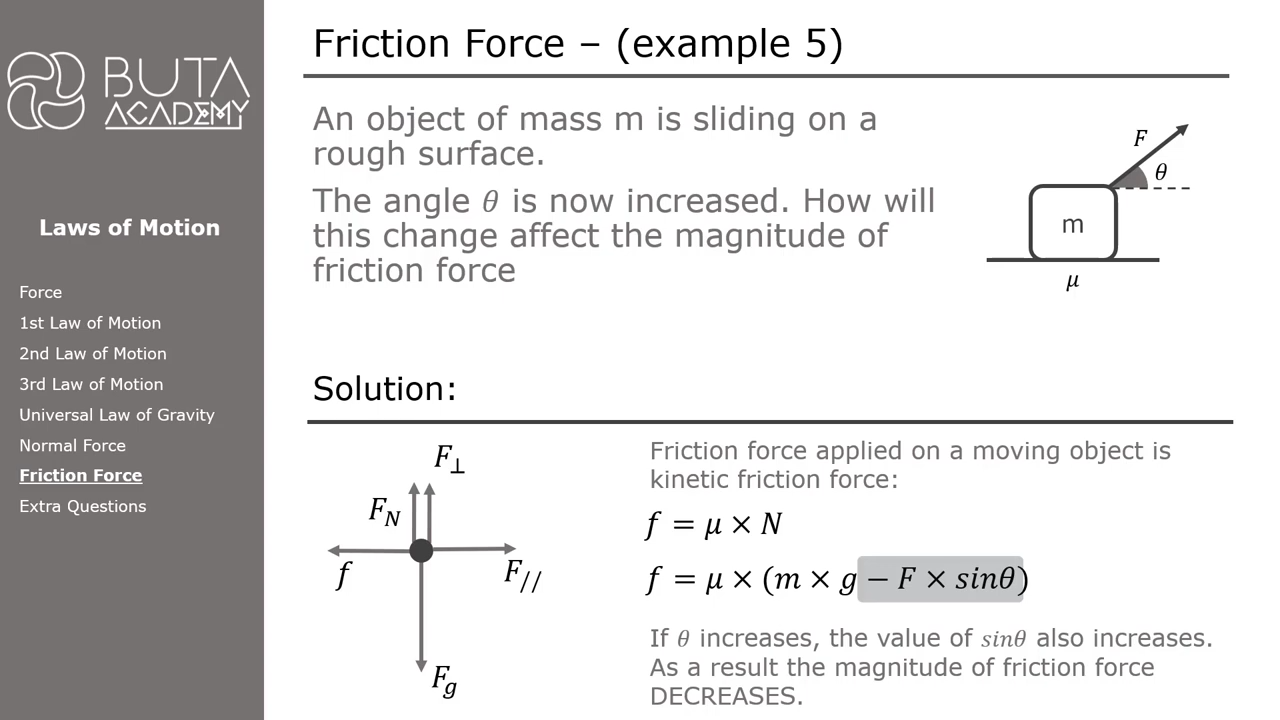 BUTA
ACADEMY
Laws of Motion
Force
1st Law of Motion
2nd Law of Motion
3rd Law of Motion
Universal Law of Gravity
Normal Force
Friction Force
Extra Questions
Friction Force – (example 5)
An object of mass m is sliding on a
rough surface.
The angle θ is now increased. How will
this change affect the magnitude of
friction force
F
θ
m
μ
Solution:
F⊥
F_N
f
F_//
F_g
Friction force applied on a moving object is
kinetic friction force:
f = μ × N
f = μ × (m × g − F × sinθ)
If θ increases, the value of sinθ also increases.
As a result the magnitude of friction force
DECREASES.